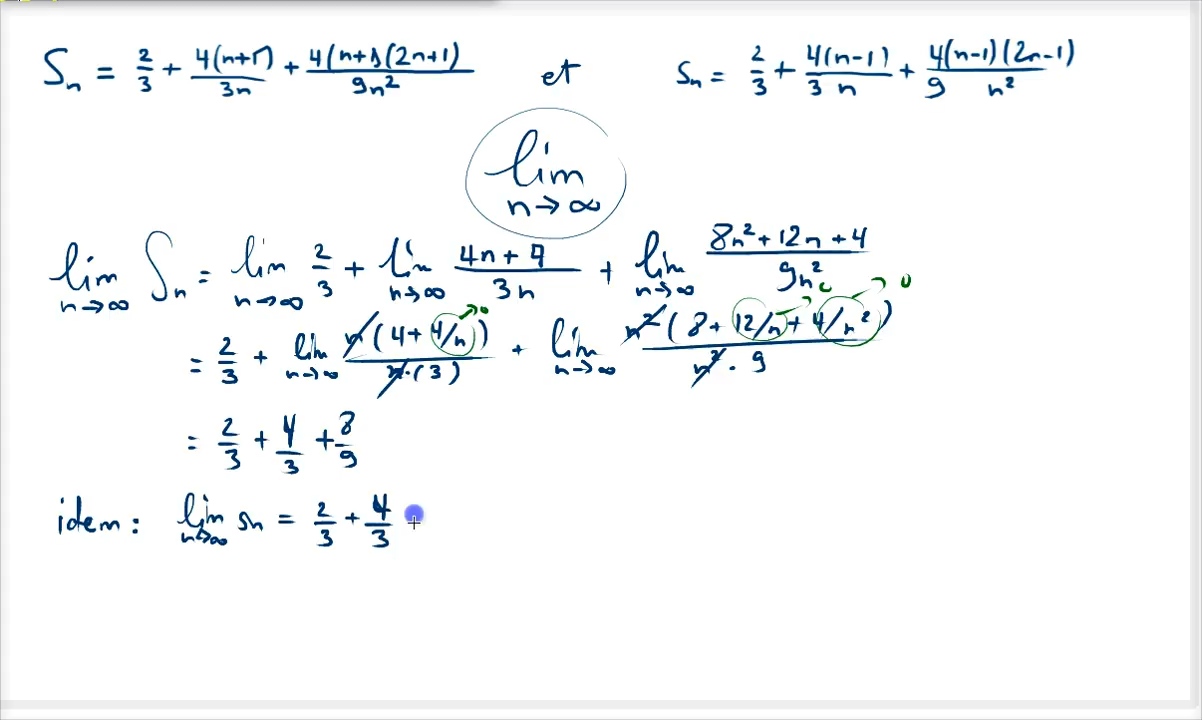 Sn = 2/3 + 4(n+1)/3n + 4(n+1)(2n+1)/9n² et sn = 2/3 + 4(n-1)/3n + 4(n-1)(2n-1)/9n²
lim n→∞
lim n→∞ Sn = lim n→∞ 2/3 + lim n→∞ (4n+4)/3n + lim n→∞ (8n²+12n+4)/9n²
= 2/3 + lim n→∞ n(4+4/n)/n·(3) + lim n→∞ n²(8+12/n+4/n²)/n²·9 → 0 → 0 → 0
= 2/3 + 4/3 + 8/9
idem : lim n→∞ sn = 2/3 + 4/3